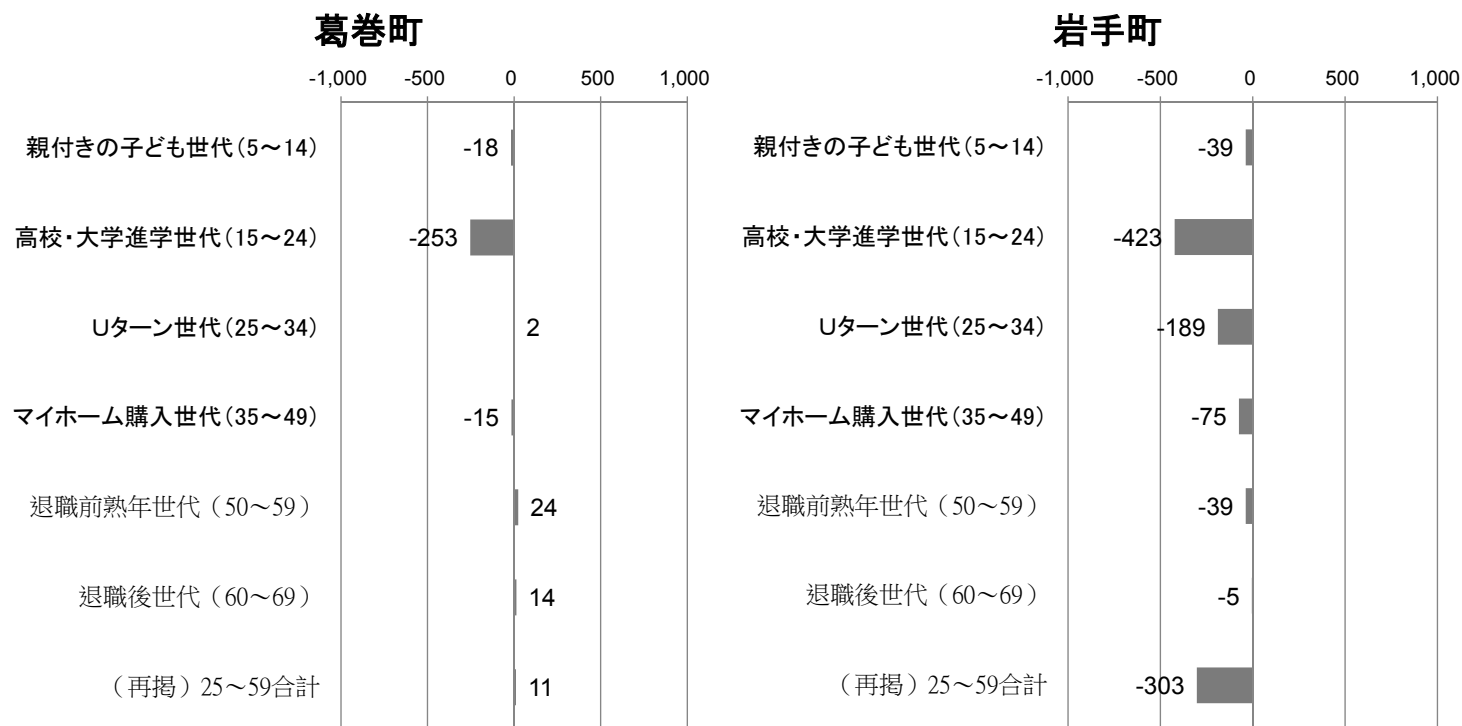 葛巻町
-1,000 -500 0 500 1,000
親付きの子ども世代(5～14) -18
高校・大学進学世代(15～24) -253
Uターン世代(25～34) 2
マイホーム購入世代(35～49) -15
退職前熟年世代（50～59） 24
退職後世代（60～69） 14
（再掲）25～59合計 11
岩手町
-1,000 -500 0 500 1,000
親付きの子ども世代(5～14) -39
高校・大学進学世代(15～24) -423
Uターン世代(25～34) -189
マイホーム購入世代(35～49) -75
退職前熟年世代（50～59） -39
退職後世代（60～69） -5
（再掲）25～59合計 -303